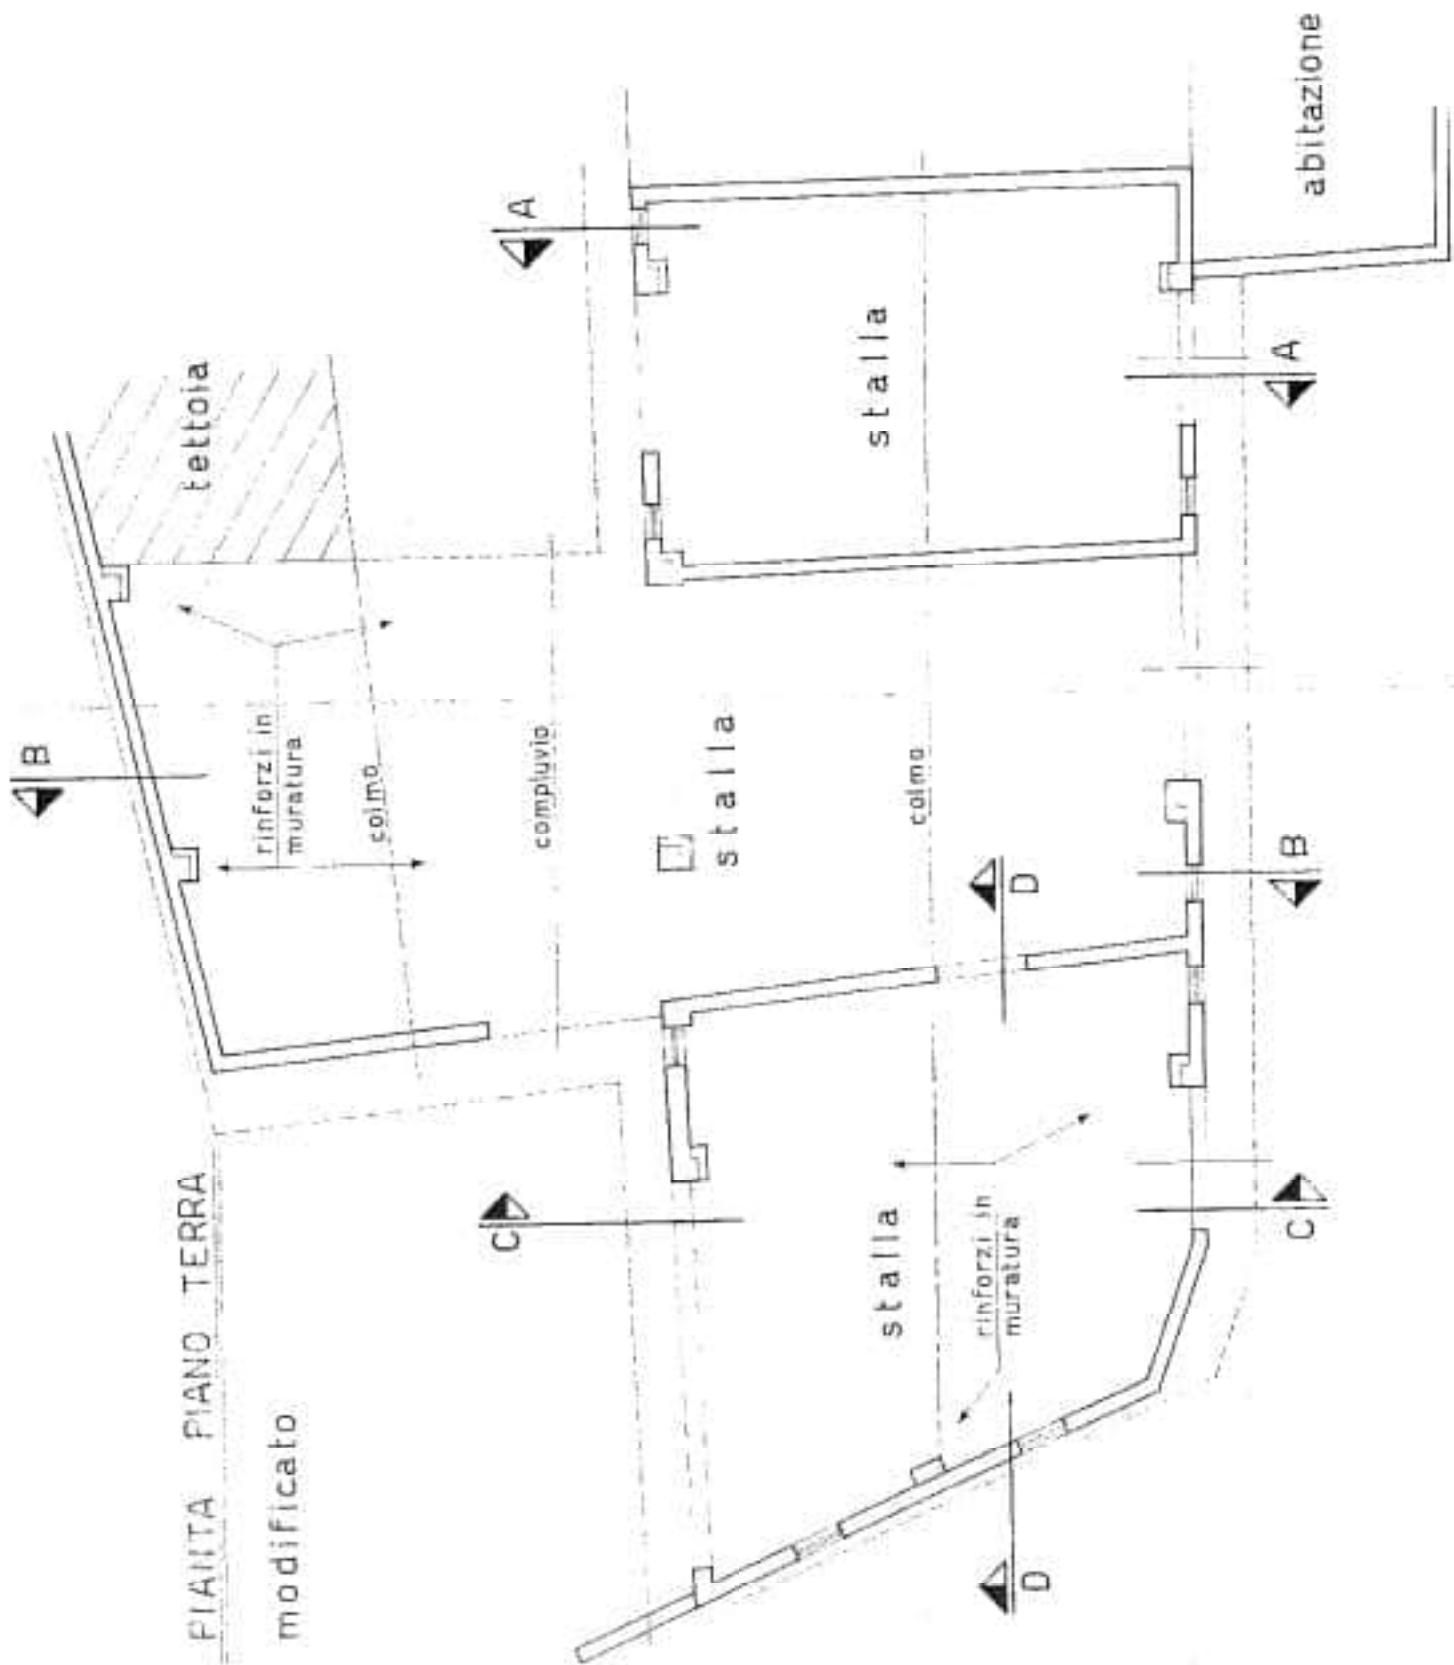 PIANTA PIANO TERRA
modificato
B
rinforzi in
muratura
colmo
tettoia
C
compluvio
A
stalla
stalla
colmo
stalla
D
rinforzi in
muratura
D
C
B
A
abitazione